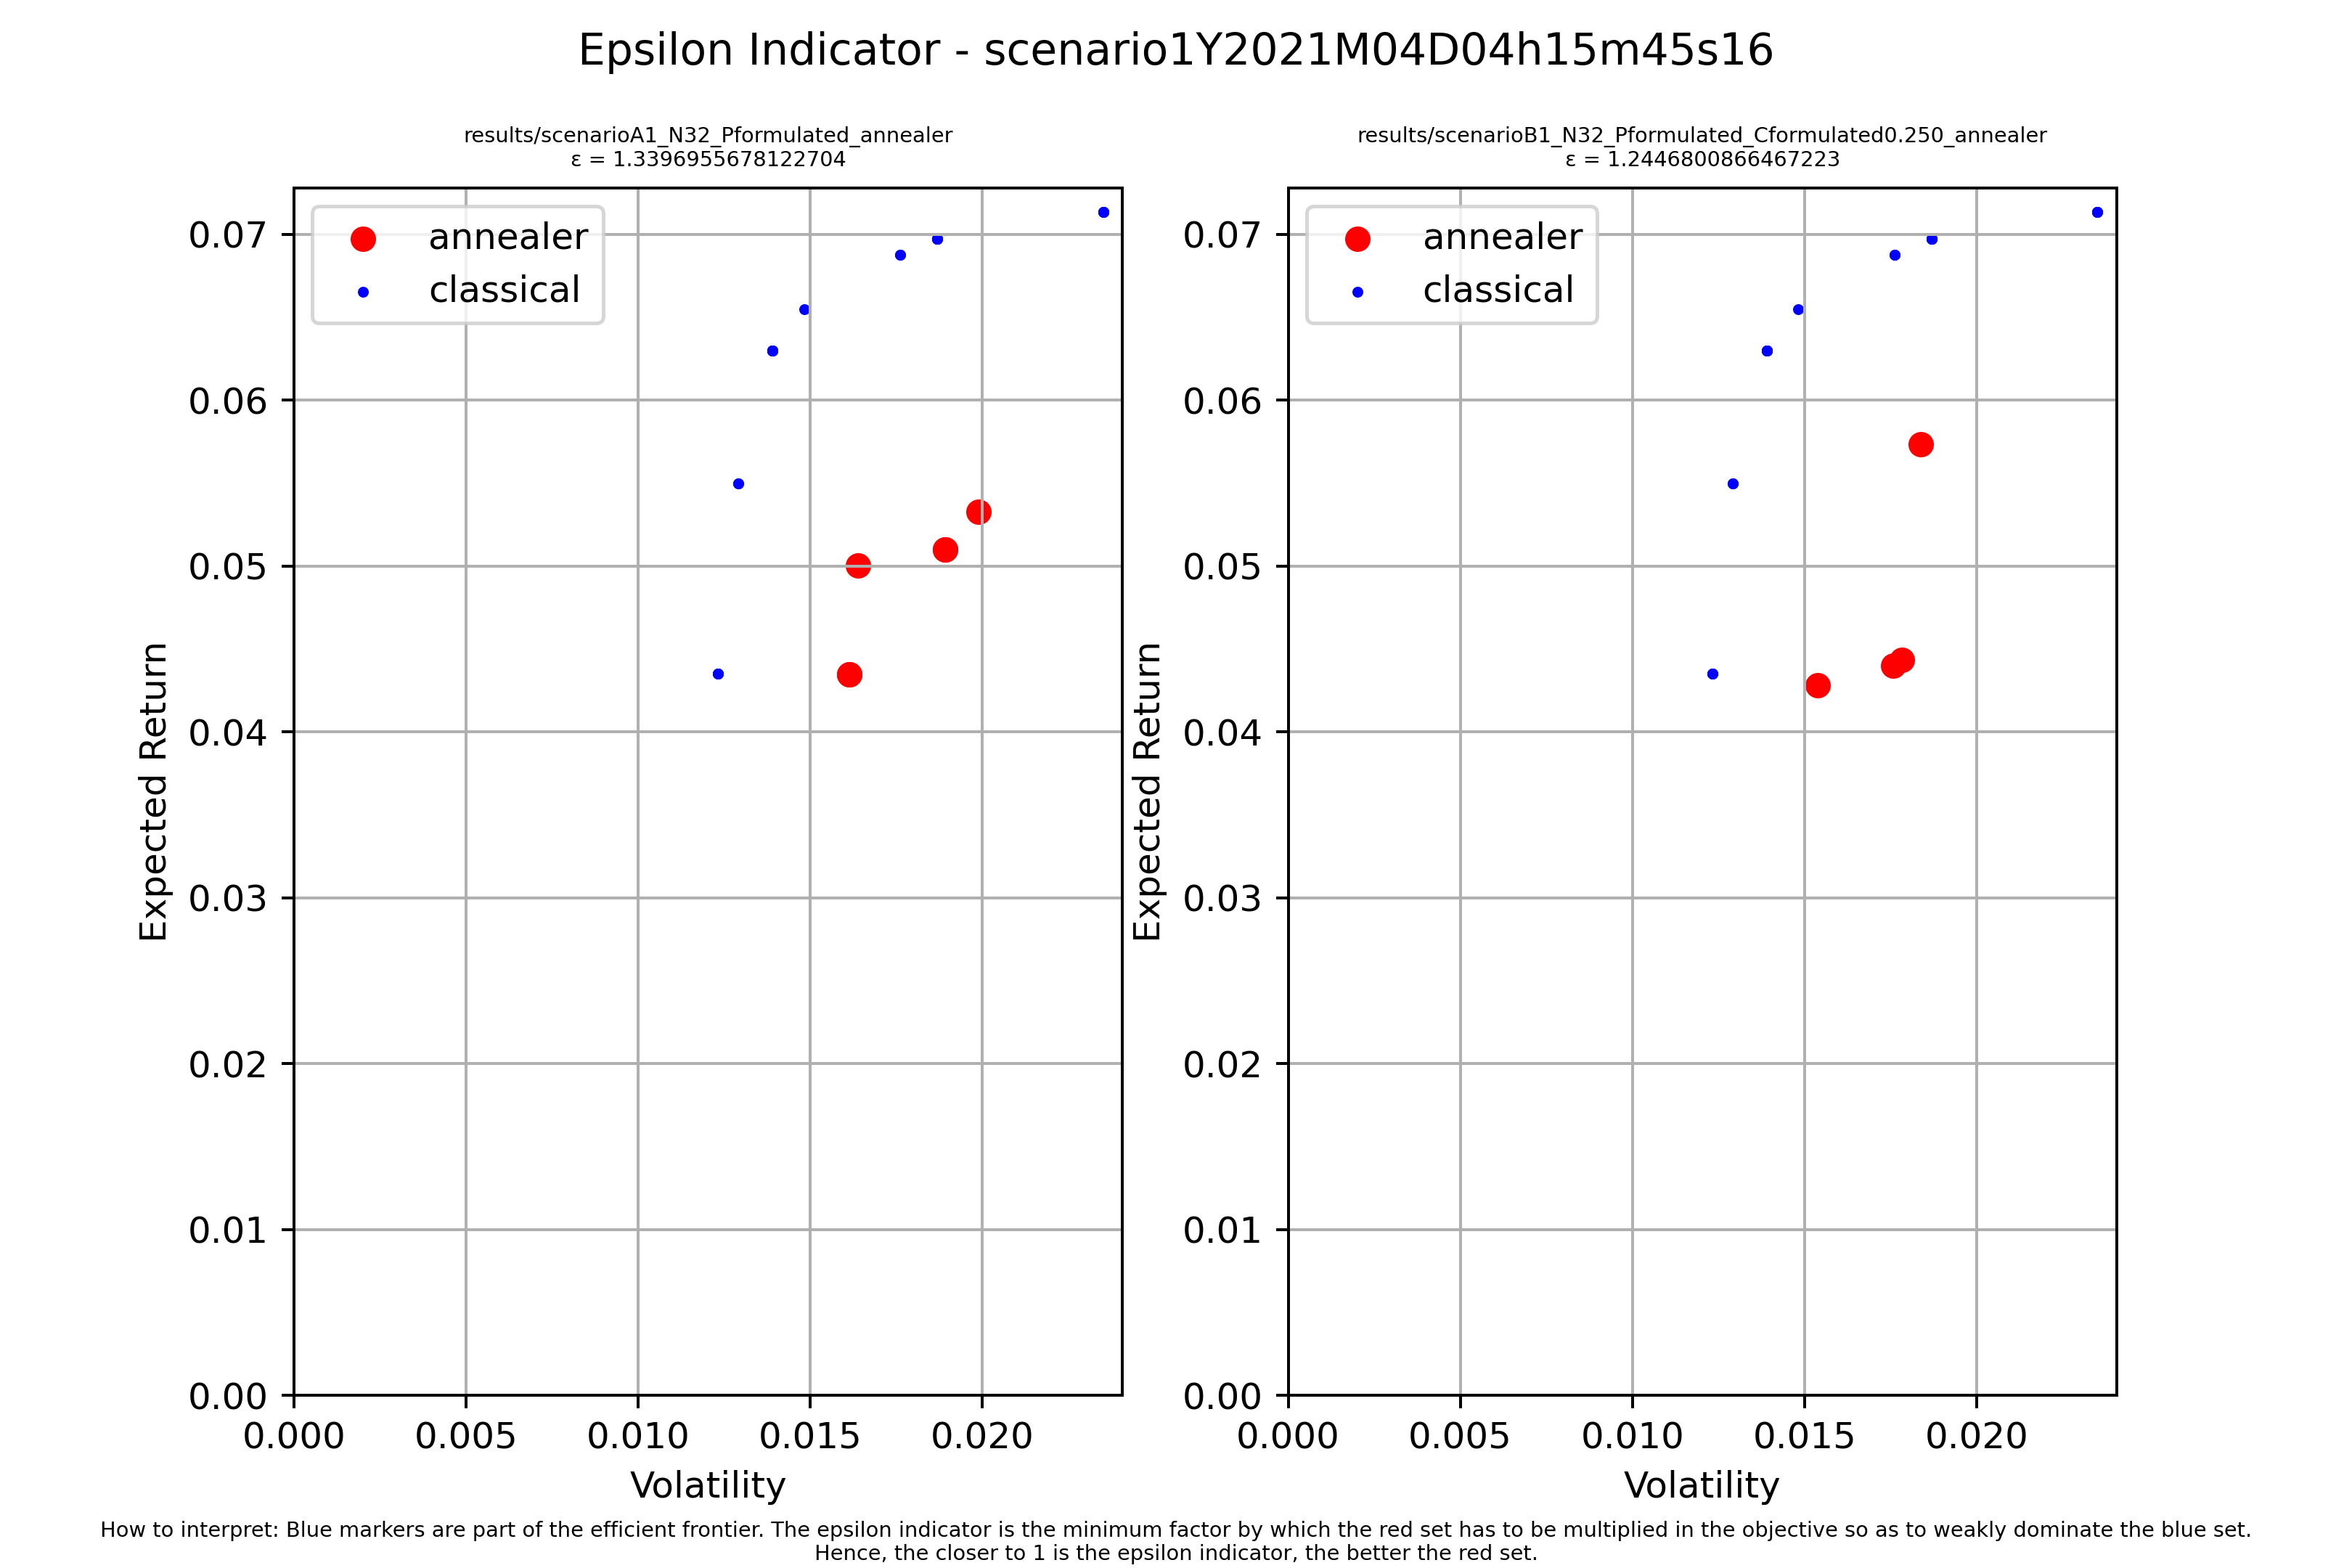 Epsilon Indicator - scenario1Y2021M04D04h15m45s16
results/scenarioA1_N32_Pformulated_annealer
ε = 1.3396955678122704
annealer
classical
0.07
0.06
0.05
0.04
0.03
0.02
0.01
0.00
Expected Return
0.000 0.005 0.010 0.015 0.020
Volatility
results/scenarioB1_N32_Pformulated_Cformulated0.250_annealer
ε = 1.2446800866467223
annealer
classical
0.07
0.06
0.05
0.04
0.03
0.02
0.01
0.00
Expected Return
0.000 0.005 0.010 0.015 0.020
Volatility
How to interpret: Blue markers are part of the efficient frontier. The epsilon indicator is the minimum factor by which the red set has to be multiplied in the objective so as to weakly dominate the blue set.
Hence, the closer to 1 is the epsilon indicator, the better the red set.